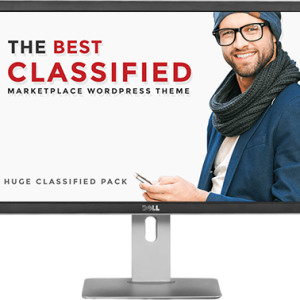 THE BEST
CLASSIFIED
MARKETPLACE WORDPRESS THEME
HUGE CLASSIFIED PACK
DELL